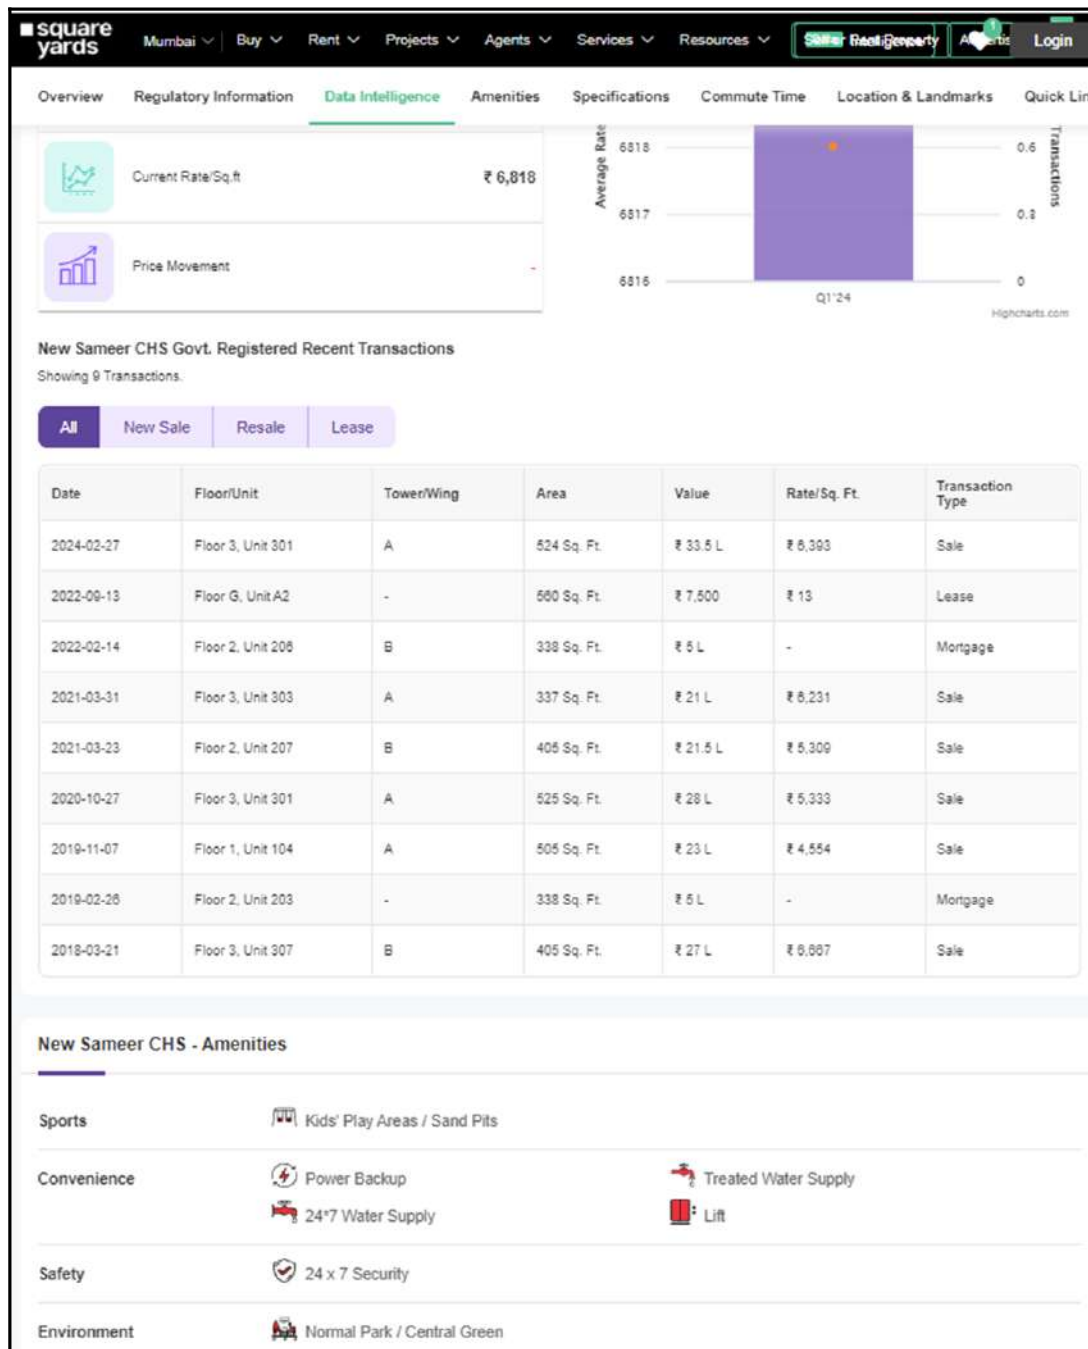 square yards
Mumbai Buy Rent Projects Agents Services Resources Login
Overview Regulatory Information Data Intelligence Amenities Specifications Commute Time Location & Landmarks Quick Lin
Current Rate/Sq.ft ₹ 6,818
Price Movement -
Average Rate
6818
6817
6816
Q1'24
0.6
0
Transactions
Highcharts.com
New Sameer CHS Govt. Registered Recent Transactions
Showing 9 Transactions.
All New Sale Resale Lease
Date Floor/Unit Tower/Wing Area Value Rate/Sq. Ft. Transaction Type
2024-02-27 Floor 3, Unit 301 A 524 Sq. Ft. ₹ 33.5 L ₹ 6,393 Sale
2022-09-13 Floor G, Unit A2 - 560 Sq. Ft. ₹ 7,500 ₹ 13 Lease
2022-02-14 Floor 2, Unit 206 B 338 Sq. Ft. ₹ 5 L - Mortgage
2021-03-31 Floor 3, Unit 303 A 337 Sq. Ft. ₹ 21 L ₹ 6,231 Sale
2021-03-23 Floor 2, Unit 207 B 405 Sq. Ft. ₹ 21.5 L ₹ 5,309 Sale
2020-10-27 Floor 3, Unit 301 A 525 Sq. Ft. ₹ 28 L ₹ 5,333 Sale
2019-11-07 Floor 1, Unit 104 A 505 Sq. Ft. ₹ 23 L ₹ 4,554 Sale
2019-02-26 Floor 2, Unit 203 - 338 Sq. Ft. ₹ 5 L - Mortgage
2018-03-21 Floor 3, Unit 307 B 405 Sq. Ft. ₹ 27 L ₹ 6,667 Sale
New Sameer CHS - Amenities
Sports Kids' Play Areas / Sand Pits
Convenience Power Backup Treated Water Supply
24*7 Water Supply Lift
Safety 24 x 7 Security
Environment Normal Park / Central Green